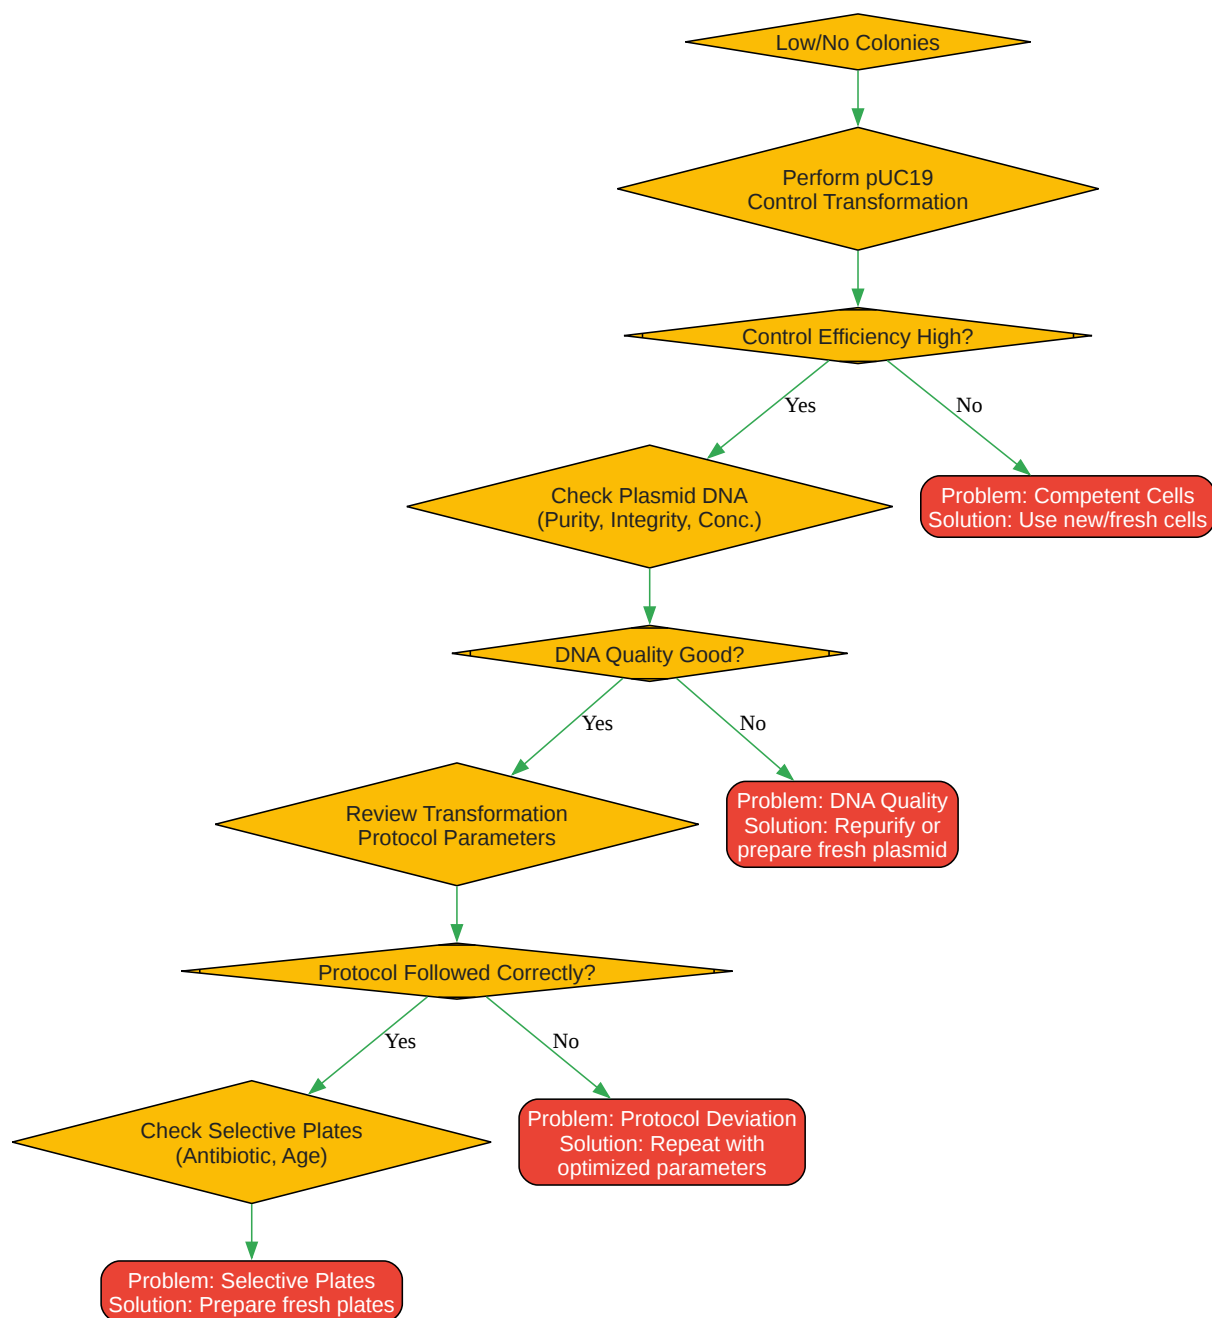 Low/No Colonies
Perform pUC19
Control Transformation
Control Efficiency High?
Yes
No
Check Plasmid DNA
(Purity, Integrity, Conc.)
Problem: Competent Cells
Solution: Use new/fresh cells
DNA Quality Good?
Yes
No
Review Transformation
Protocol Parameters
Problem: DNA Quality
Solution: Repurify or
prepare fresh plasmid
Protocol Followed Correctly?
Yes
No
Check Selective Plates
(Antibiotic, Age)
Problem: Protocol Deviation
Solution: Repeat with
optimized parameters
Problem: Selective Plates
Solution: Prepare fresh plates